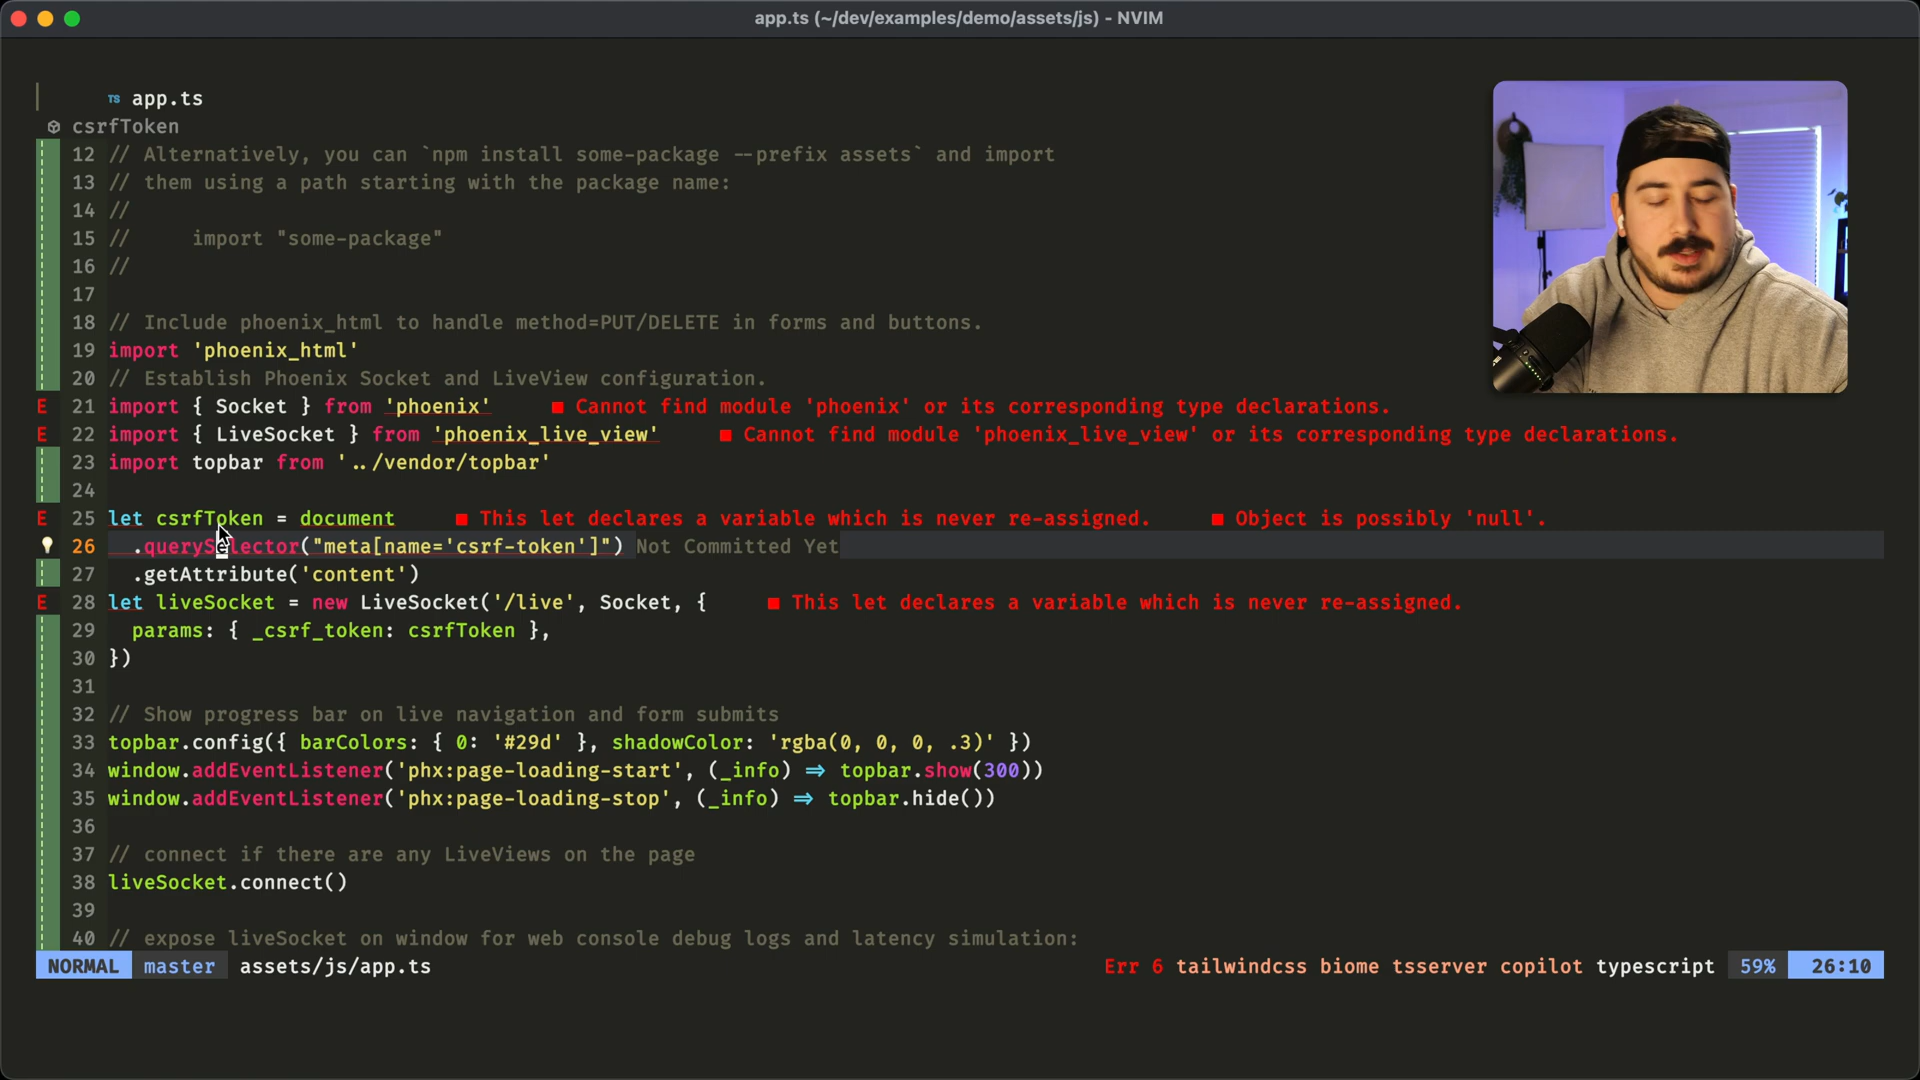 app.ts (~/dev/examples/demo/assets/js) - NVIM
TS app.ts
csrfToken
12 // Alternatively, you can `npm install some-package --prefix assets` and import
13 // them using a path starting with the package name:
14 //
15 //     import "some-package"
16 //
17
18 // Include phoenix_html to handle method=PUT/DELETE in forms and buttons.
19 import 'phoenix_html'
20 // Establish Phoenix Socket and LiveView configuration.
E 21 import { Socket } from 'phoenix'     ■ Cannot find module 'phoenix' or its corresponding type declarations.
E 22 import { LiveSocket } from 'phoenix_live_view'     ■ Cannot find module 'phoenix_live_view' or its corresponding type declarations.
23 import topbar from '../vendor/topbar'
24
E 25 let csrfToken = document     ■ This let declares a variable which is never re-assigned.     ■ Object is possibly 'null'.
26   .querySelector("meta[name='csrf-token']") Not Committed Yet
27   .getAttribute('content')
E 28 let liveSocket = new LiveSocket('/live', Socket, {     ■ This let declares a variable which is never re-assigned.
29   params: { _csrf_token: csrfToken },
30 })
31
32 // Show progress bar on live navigation and form submits
33 topbar.config({ barColors: { 0: '#29d' }, shadowColor: 'rgba(0, 0, 0, .3)' })
34 window.addEventListener('phx:page-loading-start', (_info) => topbar.show(300))
35 window.addEventListener('phx:page-loading-stop', (_info) => topbar.hide())
36
37 // connect if there are any LiveViews on the page
38 liveSocket.connect()
39
40 // expose liveSocket on window for web console debug logs and latency simulation:
NORMAL master assets/js/app.ts Err 6 tailwindcss biome tsserver copilot typescript 59% 26:10